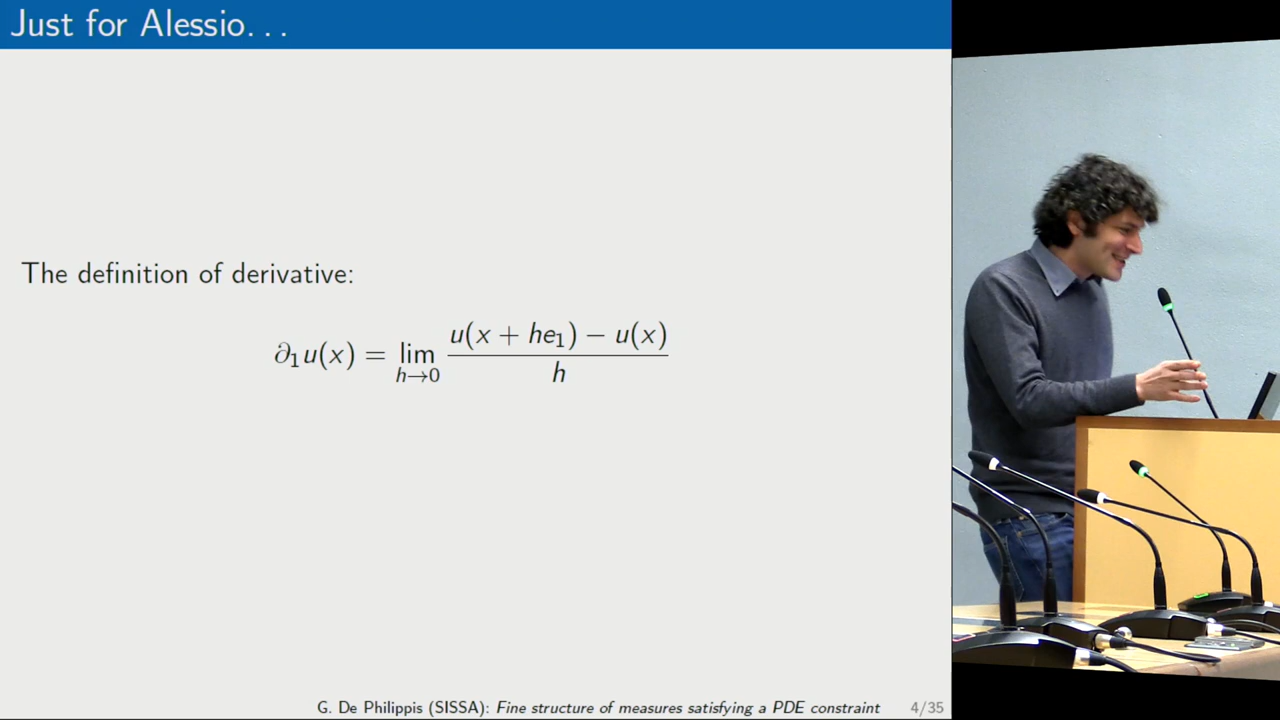 Just for Alessio. . .
The definition of derivative:
∂₁u(x) = lim_{h→0} \frac{u(x + he₁) − u(x)}{h}
G. De Philippis (SISSA): Fine structure of measures satisfying a PDE constraint 4/35